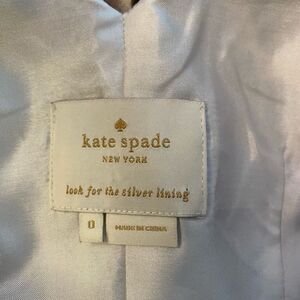 kate spade
NEW YORK
look for the silver lining
0
MADE IN CHINA